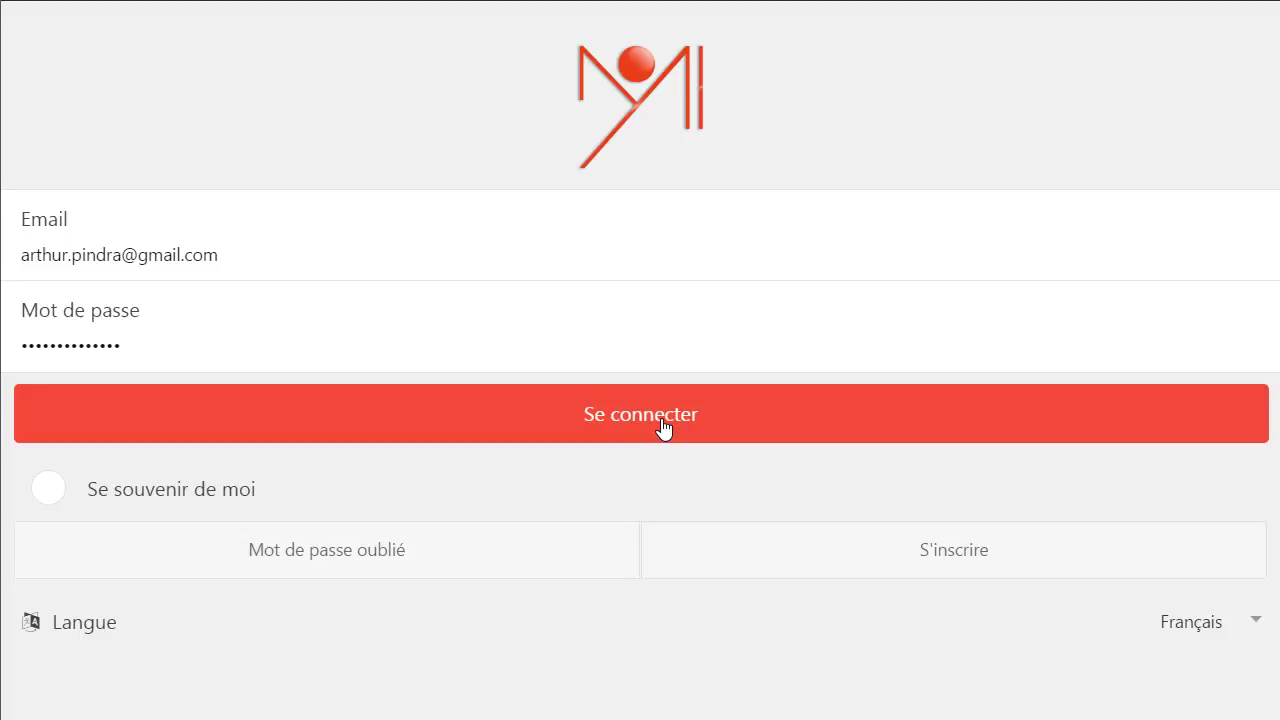 Email
arthur.pindra@gmail.com
Mot de passe
••••••••••••••
Se connecter
Se souvenir de moi
Mot de passe oublié
S'inscrire
Langue
Français